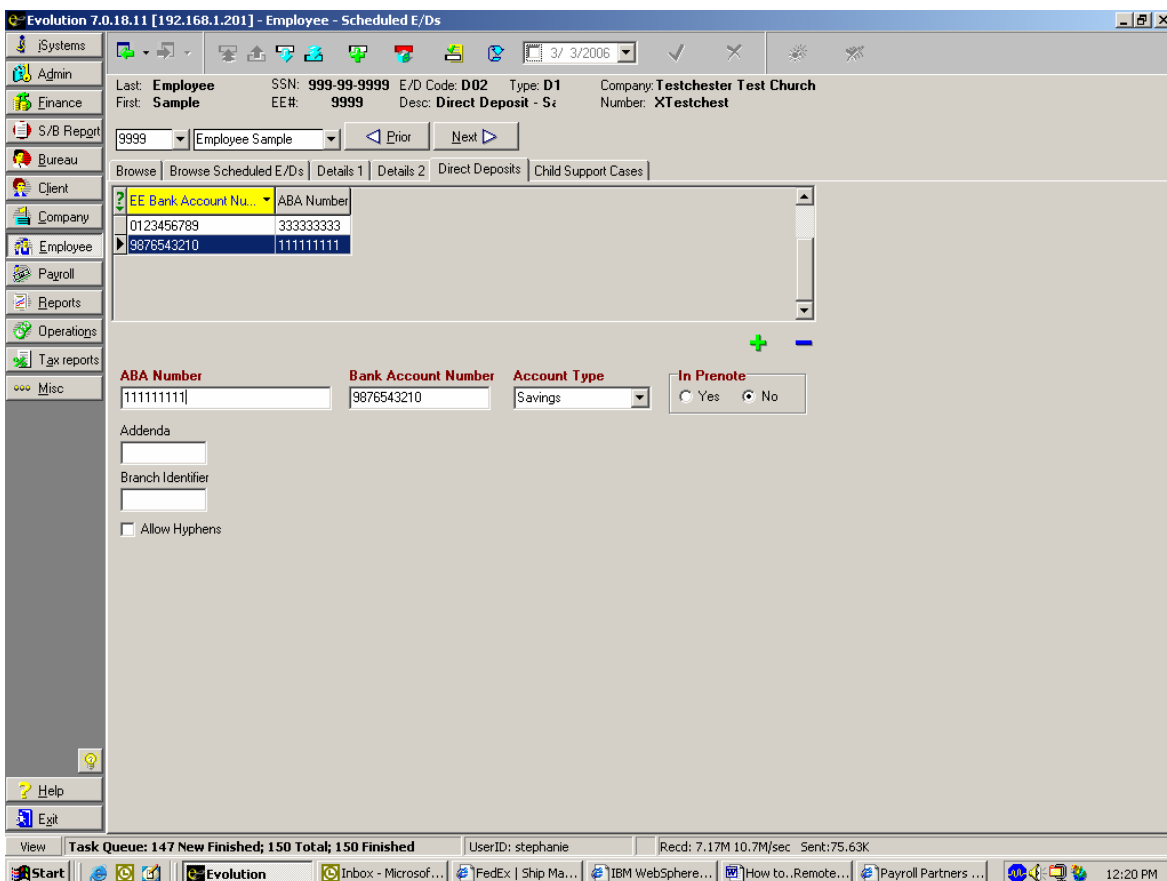 Evolution 7.0.18.11 [192.168.1.201] - Employee - Scheduled E/Ds
iSystems
Admin
Finance
S/B Report
Bureau
Client
Company
Employee
Payroll
Reports
Operations
Tax reports
Misc
Help
Exit
3/ 3/2006
Last: Employee SSN: 999-99-9999 E/D Code: D02 Type: D1 Company: Testchester Test Church
First: Sample EE#: 9999 Desc: Direct Deposit - Sa Number: XTestchest
9999 Employee Sample Prior Next
Browse Browse Scheduled E/Ds Details 1 Details 2 Direct Deposits Child Support Cases
? EE Bank Account Nu... ABA Number
0123456789 333333333
9876543210 111111111
ABA Number Bank Account Number Account Type In Prenote
111111111 9876543210 Savings Yes No
Addenda
Branch Identifier
Allow Hyphens
View Task Queue: 147 New Finished; 150 Total; 150 Finished UserID: stephanie Recd: 7.17M 10.7M/sec Sent:75.63K
Start Evolution Inbox - Microsof... FedEx | Ship Ma... IBM WebSphere... How to..Remote... Payroll Partners ... 12:20 PM